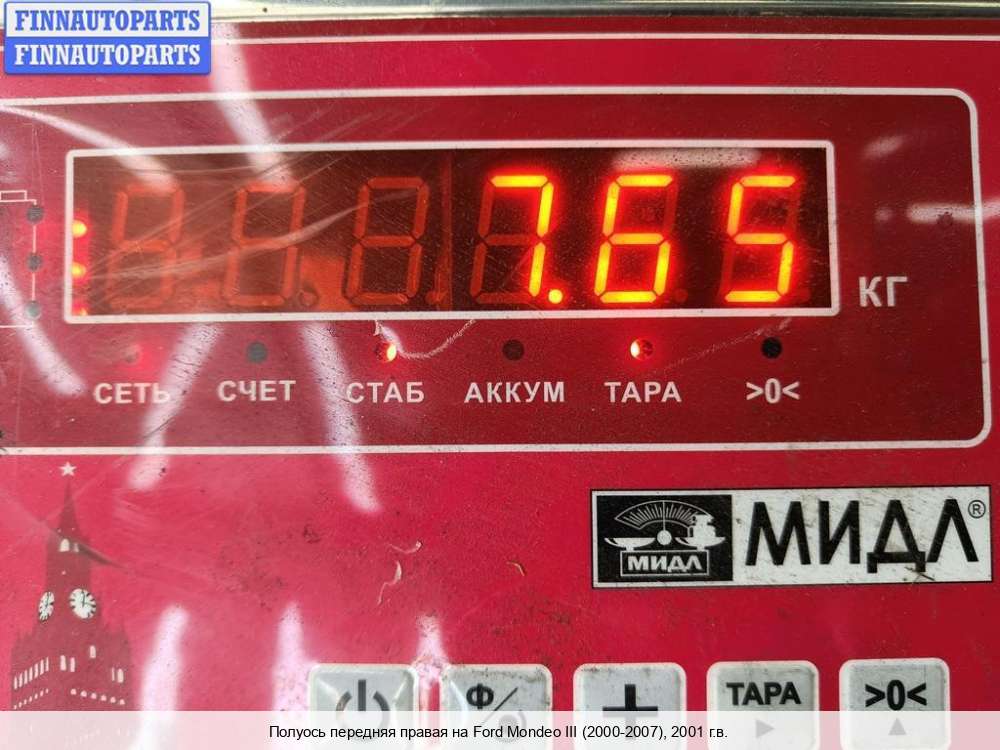 FINNAUTOPARTS
FINNAUTOPARTS
7.65
КГ
СЕТЬ СЧЕТ СТАБ АККУМ ТАРА >0<
МИДЛ МИДЛ®
Ф/
+
ТАРА
>0<
Полуось передняя правая на Ford Mondeo III (2000-2007), 2001 г.в.